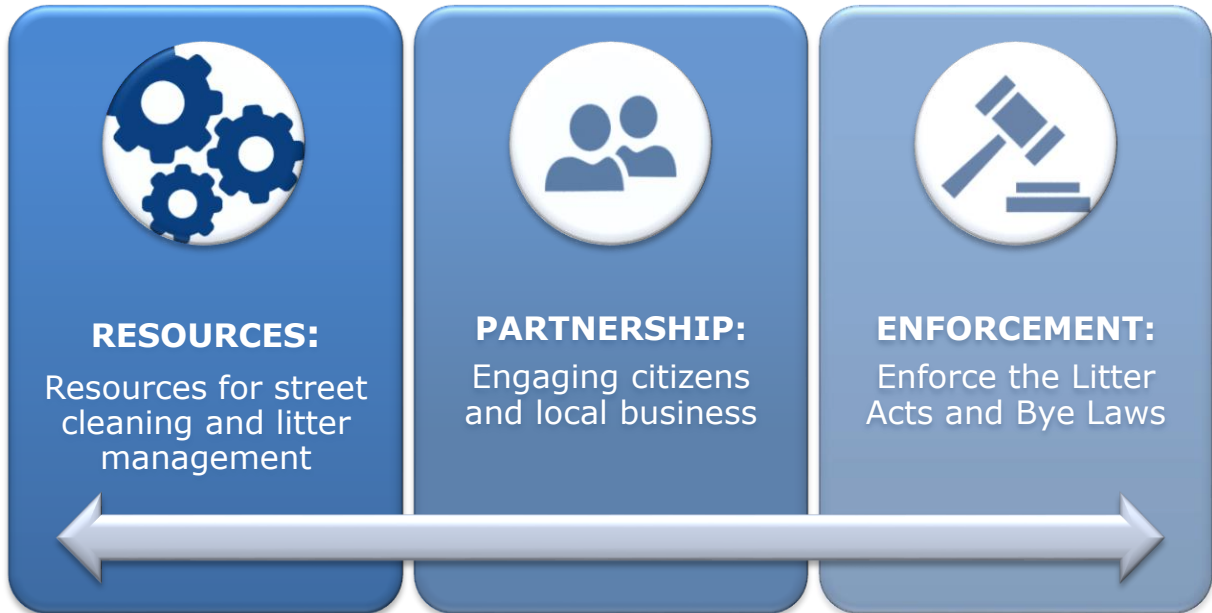 RESOURCES:
Resources for street
cleaning and litter
management
PARTNERSHIP:
Engaging citizens
and local business
ENFORCEMENT:
Enforce the Litter
Acts and Bye Laws